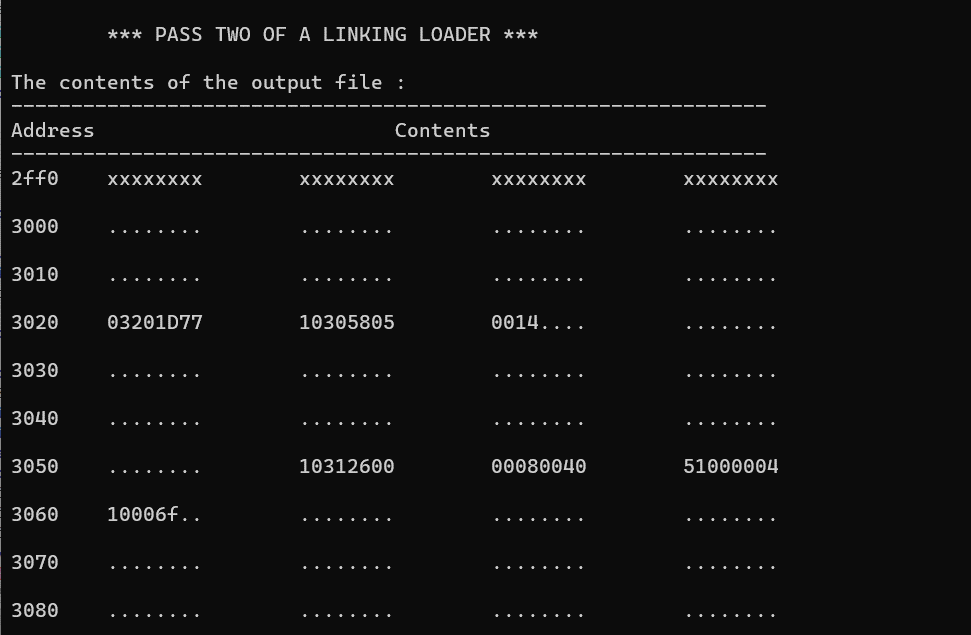 *** PASS TWO OF A LINKING LOADER ***
The contents of the output file :
---------------------------------------------------------------
Address                         Contents
---------------------------------------------------------------
2ff0    xxxxxxxx        xxxxxxxx        xxxxxxxx        xxxxxxxx
3000    ........        ........        ........        ........
3010    ........        ........        ........        ........
3020    03201D77        10305805        0014....        ........
3030    ........        ........        ........        ........
3040    ........        ........        ........        ........
3050    ........        10312600        00080040        51000004
3060    10006f..        ........        ........        ........
3070    ........        ........        ........        ........
3080    ........        ........        ........        ........